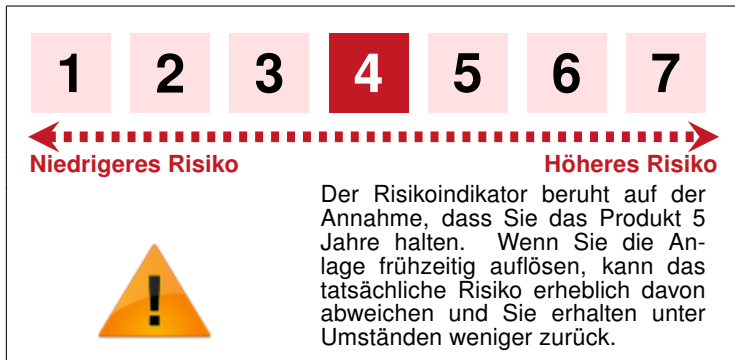 1 2 3 4 5 6 7
Niedrigeres Risiko Höheres Risiko
Der Risikoindikator beruht auf der
Annahme, dass Sie das Produkt 5
Jahre halten. Wenn Sie die An-
lage frühzeitig auflösen, kann das
tatsächliche Risiko erheblich davon
abweichen und Sie erhalten unter
Umständen weniger zurück.
!